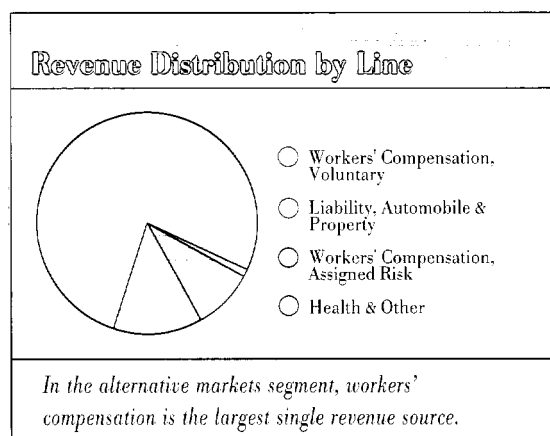 Revenue Distribution by Line
Workers' Compensation,
Voluntary
Liability, Automobile &
Property
Workers' Compensation,
Assigned Risk
Health & Other
In the alternative markets segment, workers'
compensation is the largest single revenue source.